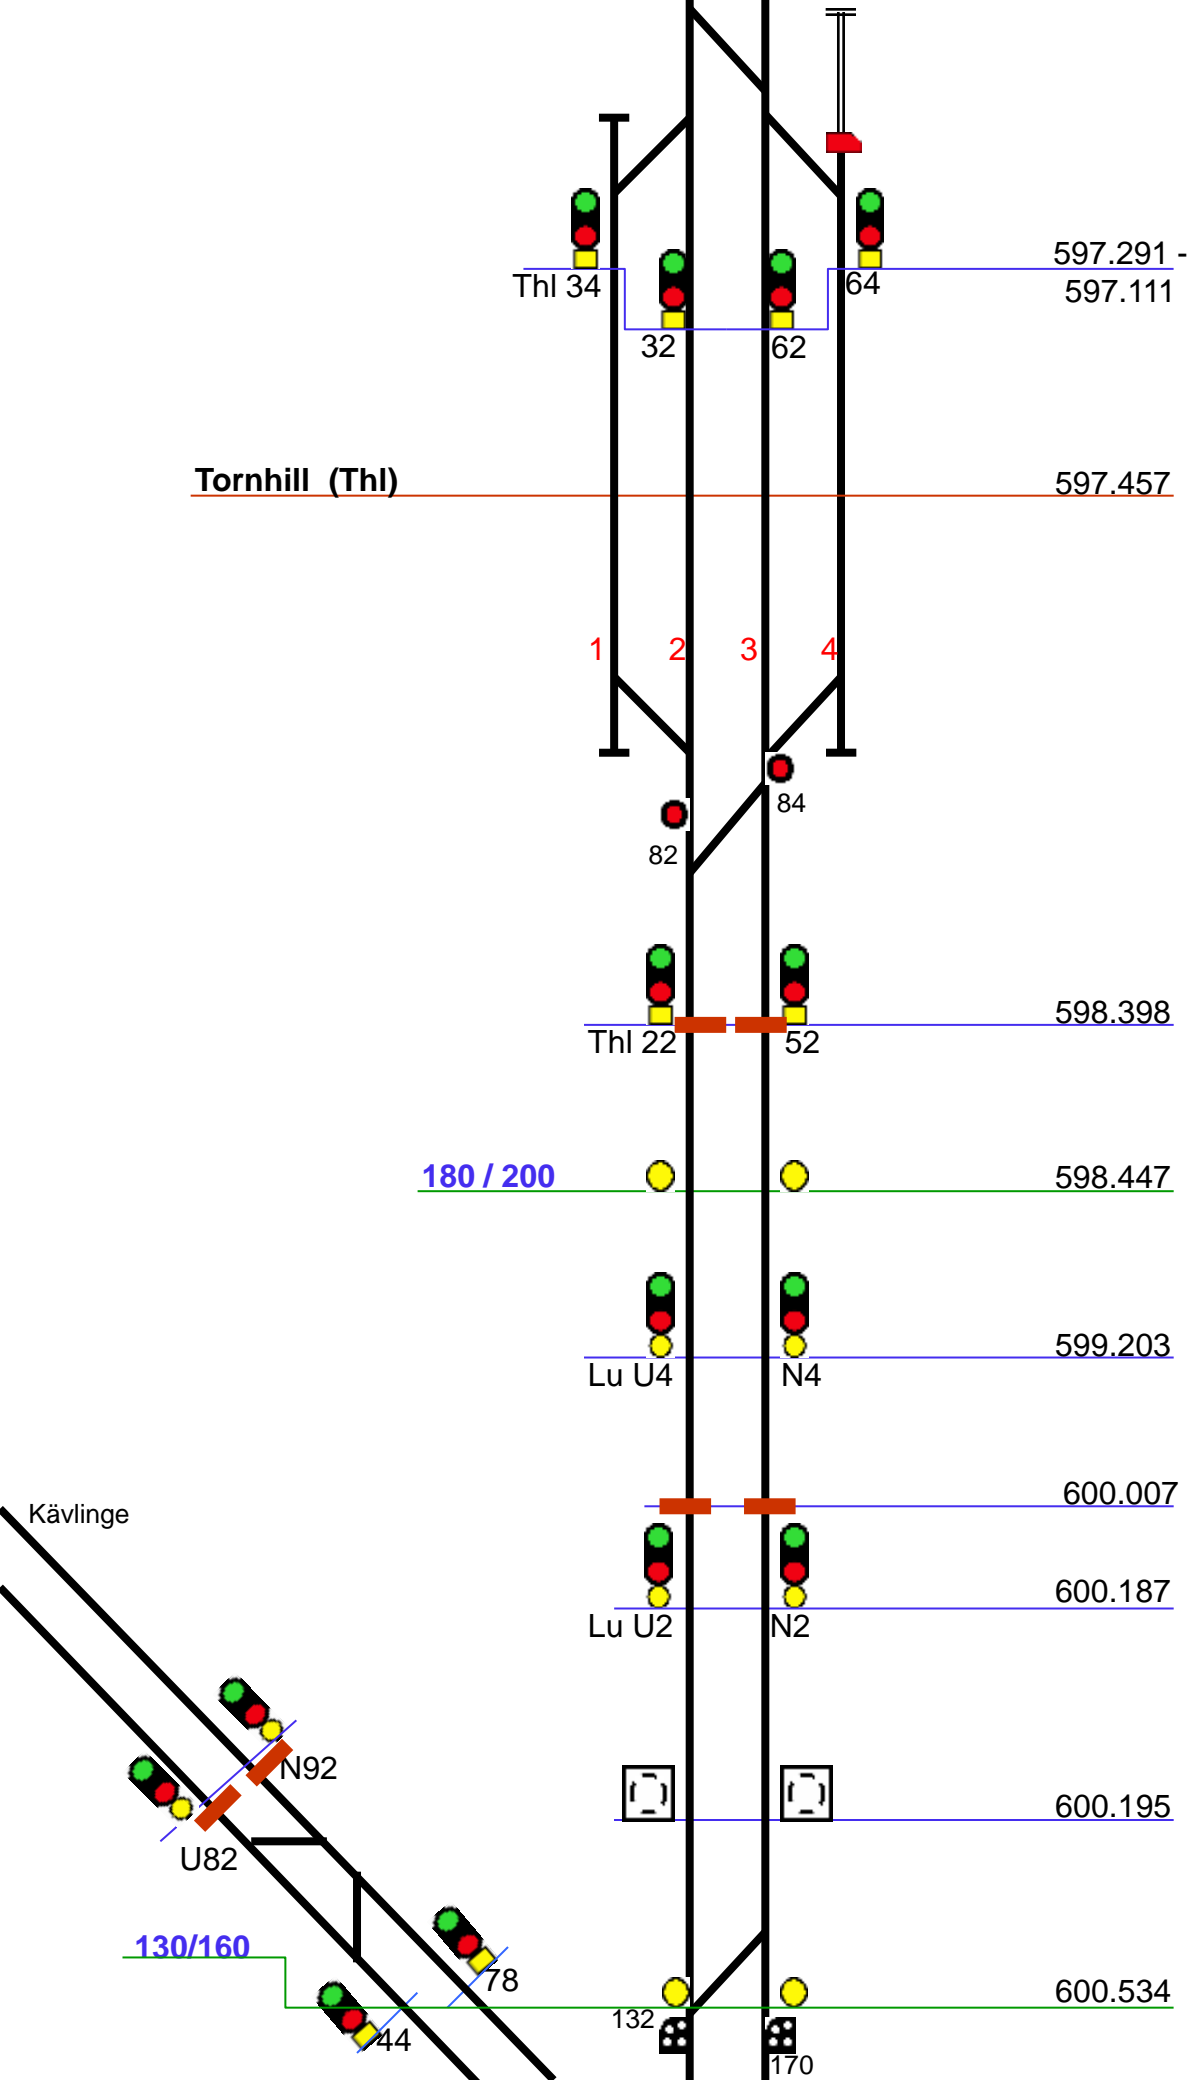 597.291 -
Thl 34
64
597.111
32
62
Tornhill (Thl)
597.457
1
2
3
4
84
82
598.398
Thl 22
52
180 / 200
598.447
599.203
Lu U4
N4
600.007
Kävlinge
600.187
Lu U2
N2
N92
600.195
U82
130/160
78
600.534
132
44
170